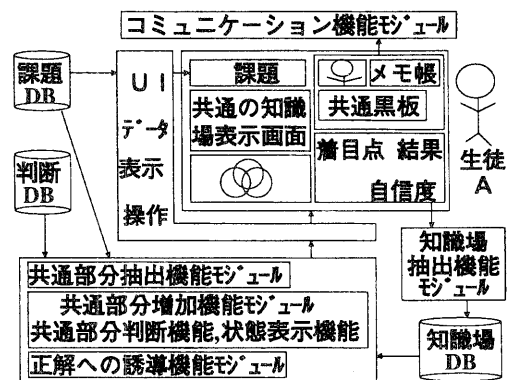 コミュニケーション機能モジュール
課題
DB
判断
DB
UI
データ
表示
操作
課題
共通の知識
場表示画面
メモ帳
共通黒板
着目点 結果
自信度
生徒
A
知識場
抽出機能
モジュール
知識場
DB
共通部分抽出機能モジュール
共通部分増加機能モジュール
共通部分判断機能,状態表示機能
正解への誘導機能モジュール